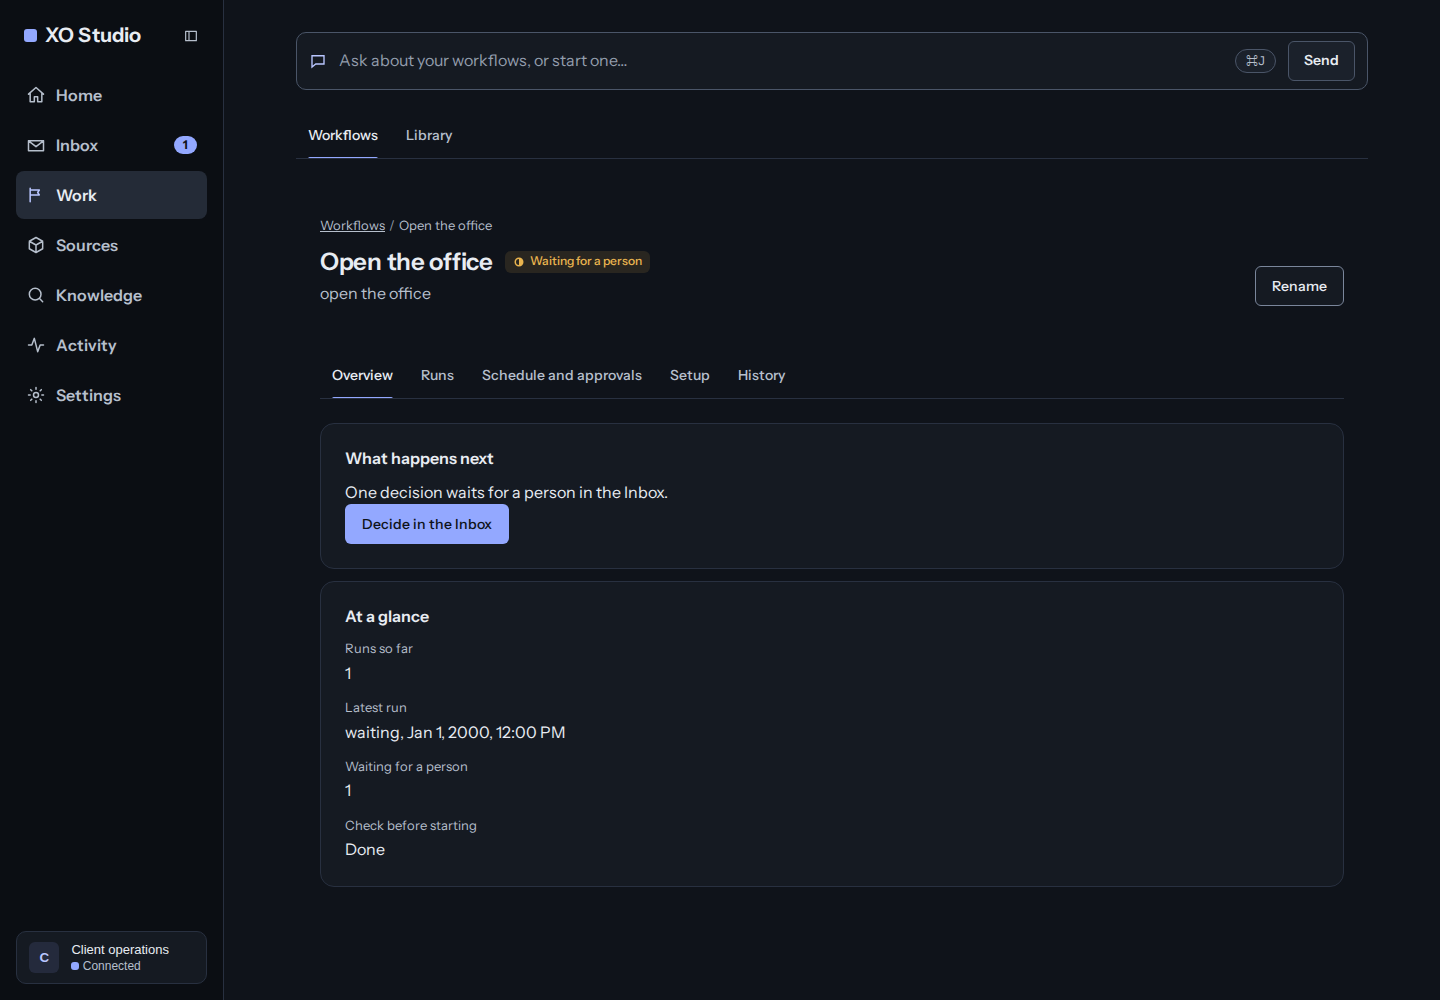 XO Studio
Home
Inbox 1
Work
Sources
Knowledge
Activity
Settings
Client operations
C
Connected
Ask about your workflows, or start one... ⌘J Send
Workflows Library
Workflows / Open the office
Open the office Waiting for a person
open the office
Rename
Overview Runs Schedule and approvals Setup History
What happens next
One decision waits for a person in the Inbox.
Decide in the Inbox
At a glance
Runs so far
1
Latest run
waiting, Jan 1, 2000, 12:00 PM
Waiting for a person
1
Check before starting
Done